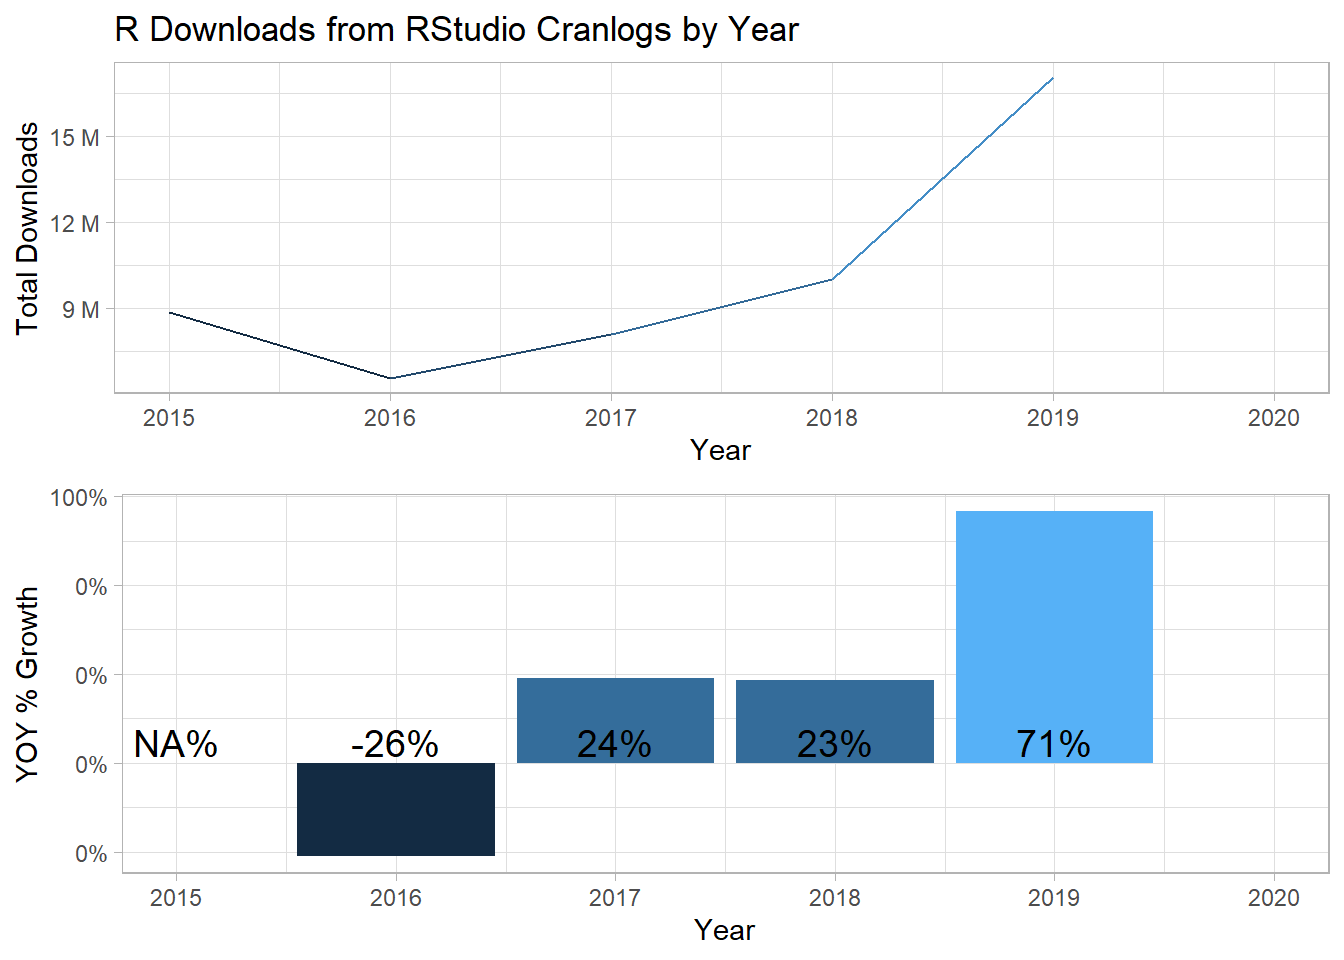 R Downloads from RStudio Cranlogs by Year
Total Downloads
15 M
12 M
9 M
2015 2016 2017 2018 2019 2020
Year
YOY % Growth
100%
0%
0%
0%
0%
NA% -26% 24% 23% 71%
2015 2016 2017 2018 2019 2020
Year